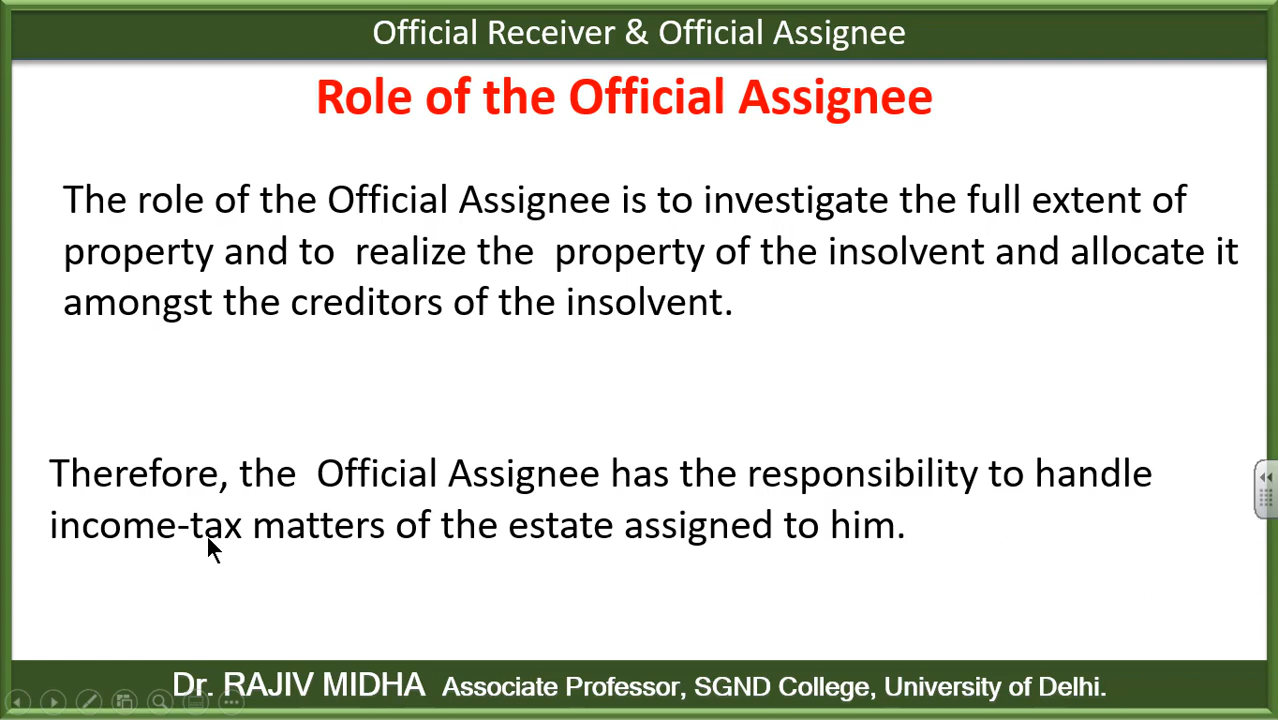 Official Receiver & Official Assignee
Role of the Official Assignee
The role of the Official Assignee is to investigate the full extent of
property and to realize the property of the insolvent and allocate it
amongst the creditors of the insolvent.
Therefore, the Official Assignee has the responsibility to handle
income-tax matters of the estate assigned to him.
Dr. RAJIV MIDHA Associate Professor, SGND College, University of Delhi.